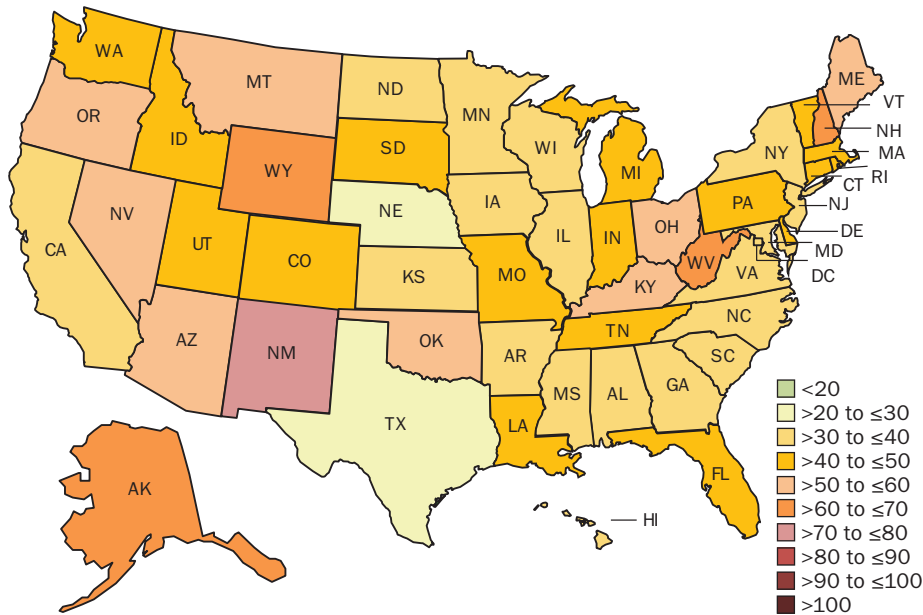 WA
MT
ND
MN
ME
VT
OR
ID
NH
SD
WI
NY
MA
MI
WY
RI
CT
IA
PA
NJ
NE
NV
OH
IL
IN
DE
CA
UT
WV
MD
CO
VA
KS
MO
KY
DC
NC
TN
AZ
OK
NM
AR
SC
MS
AL
GA
<20
TX
>20 to ≤30
LA
>30 to ≤40
>40 to ≤50
FL
AK
>50 to ≤60
>60 to ≤70
HI
>70 to ≤80
>80 to ≤90
>90 to ≤100
>100